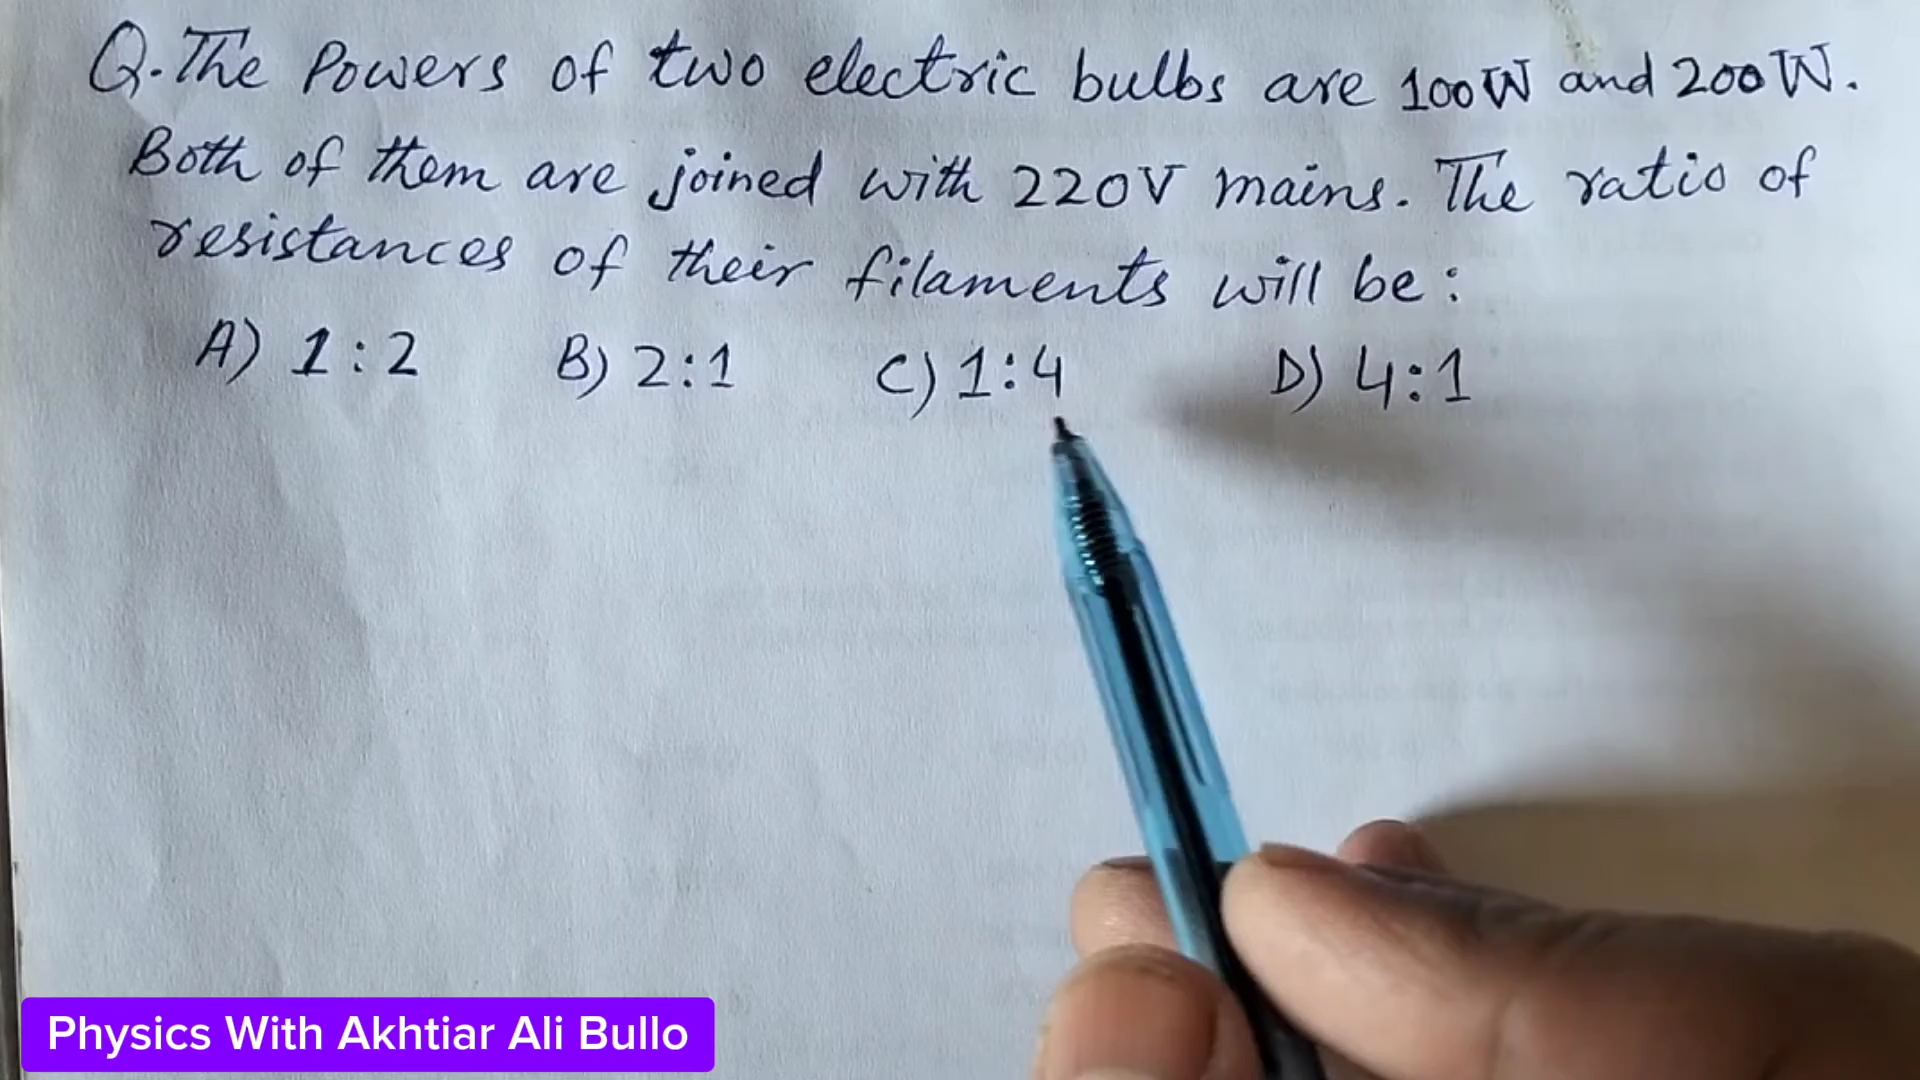 Q. The Powers of two electric bulbs are 100W and 200W.
Both of them are joined with 220V mains. The ratio of
resistances of their filaments will be:
A) 1:2 B) 2:1 C) 1:4 D) 4:1
Physics With Akhtiar Ali Bullo